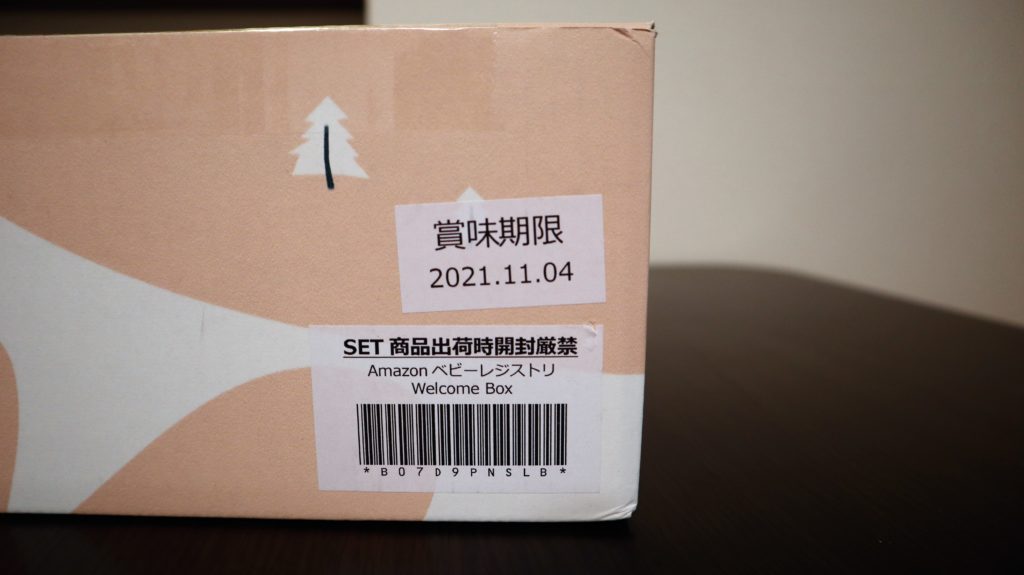 賞味期限
2021.11.04
SET 商品出荷時開封厳禁
Amazon ベビーレジストリ
Welcome Box
*B07D9PNSLB*